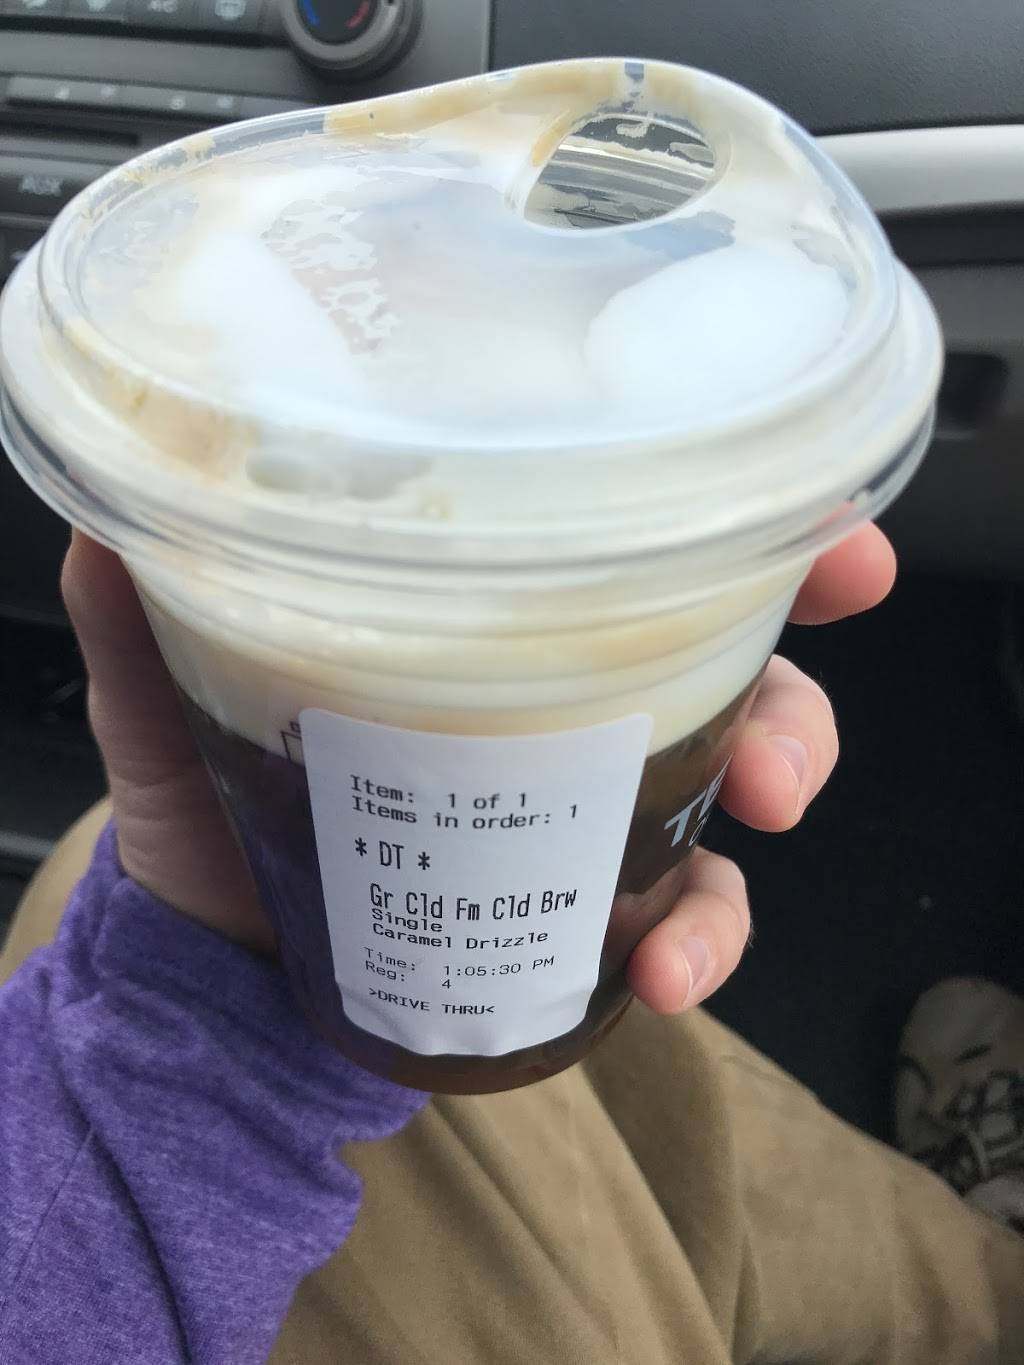 A/C
AUX
Item: 1 of 1
Items in order: 1
* DT *
Gr Cld Fm Cld Brw
Single
Caramel Drizzle
Time: 1:05:30 PM
Reg: 4
>DRIVE THRU<